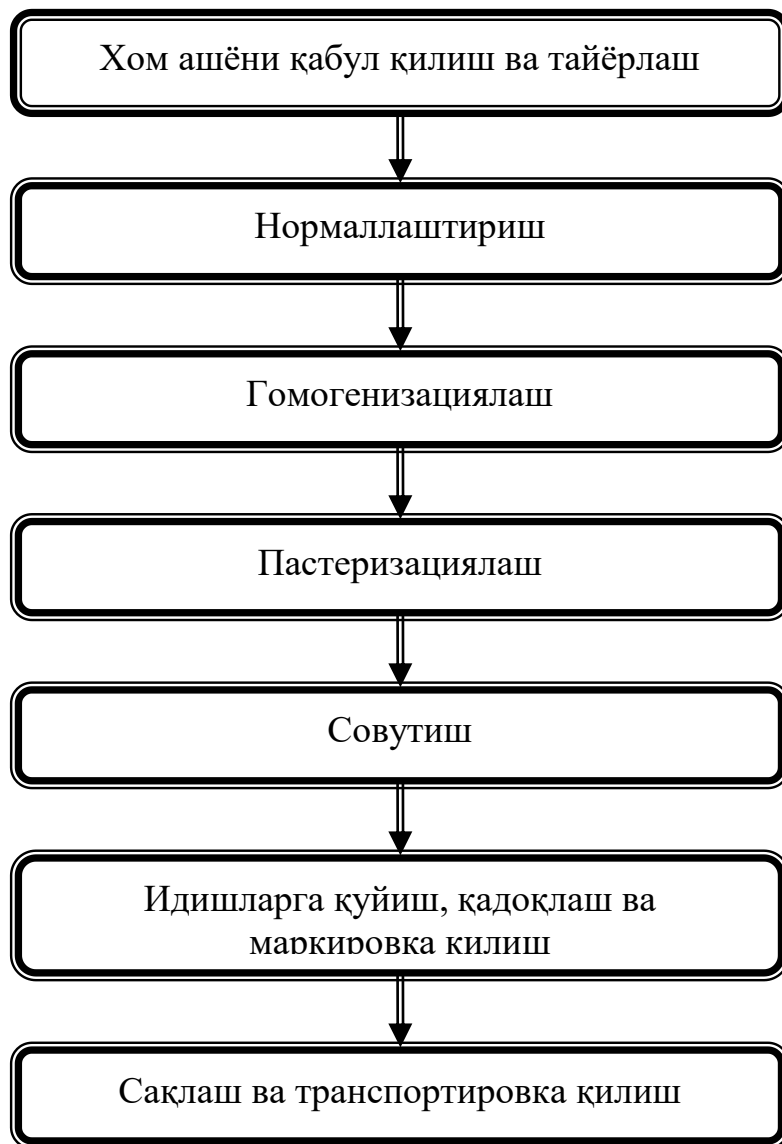 Хом ашёни қабул қилиш ва тайёрлаш
Нормаллаштириш
Гомогенизациялаш
Пастеризациялаш
Совутиш
Идишларга қуйиш, қадоқлаш ва
маркировка қилиш
Сақлаш ва транспортировка қилиш